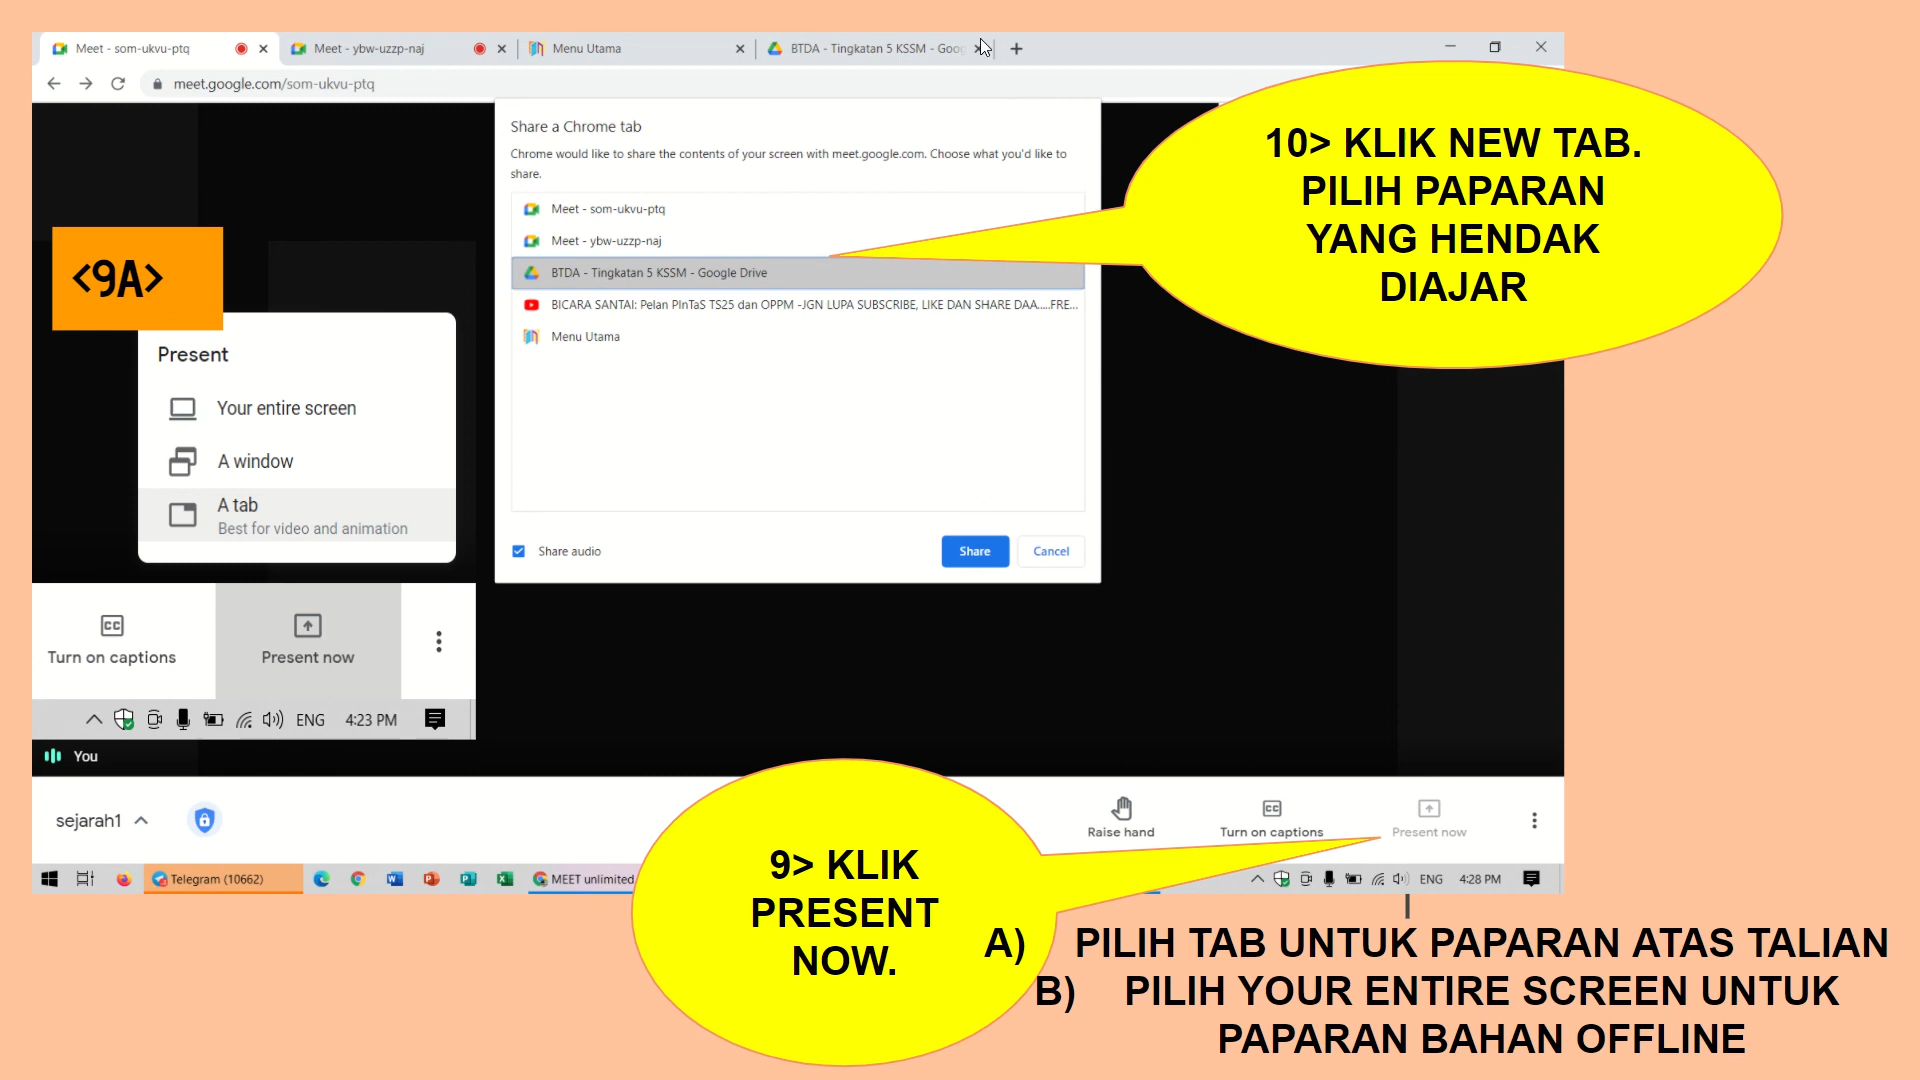 Meet - som-ukvu-ptq
Meet - ybw-uzzp-naj
Menu Utama
BTDA - Tingkatan 5 KSSM - Goo
meet.google.com/som-ukvu-ptq
Share a Chrome tab
Chrome would like to share the contents of your screen with meet.google.com. Choose what you'd like to
share.
Meet - som-ukvu-ptq
Meet - ybw-uzzp-naj
BTDA - Tingkatan 5 KSSM - Google Drive
BICARA SANTAI: Pelan PInTaS TS25 dan OPPM -JGN LUPA SUBSCRIBE, LIKE DAN SHARE DAA.....FRE...
Menu Utama
Share audio
Share
Cancel
10> KLIK NEW TAB.
PILIH PAPARAN
YANG HENDAK
DIAJAR
<9A>
Present
Your entire screen
A window
A tab
Best for video and animation
CC
Turn on captions
Present now
ENG
4:23 PM
You
sejarah1
Raise hand
CC
Turn on captions
Present now
Telegram (10662)
MEET unlimited
ENG
4:28 PM
9> KLIK
PRESENT
NOW.
A) PILIH TAB UNTUK PAPARAN ATAS TALIAN
B) PILIH YOUR ENTIRE SCREEN UNTUK
PAPARAN BAHAN OFFLINE